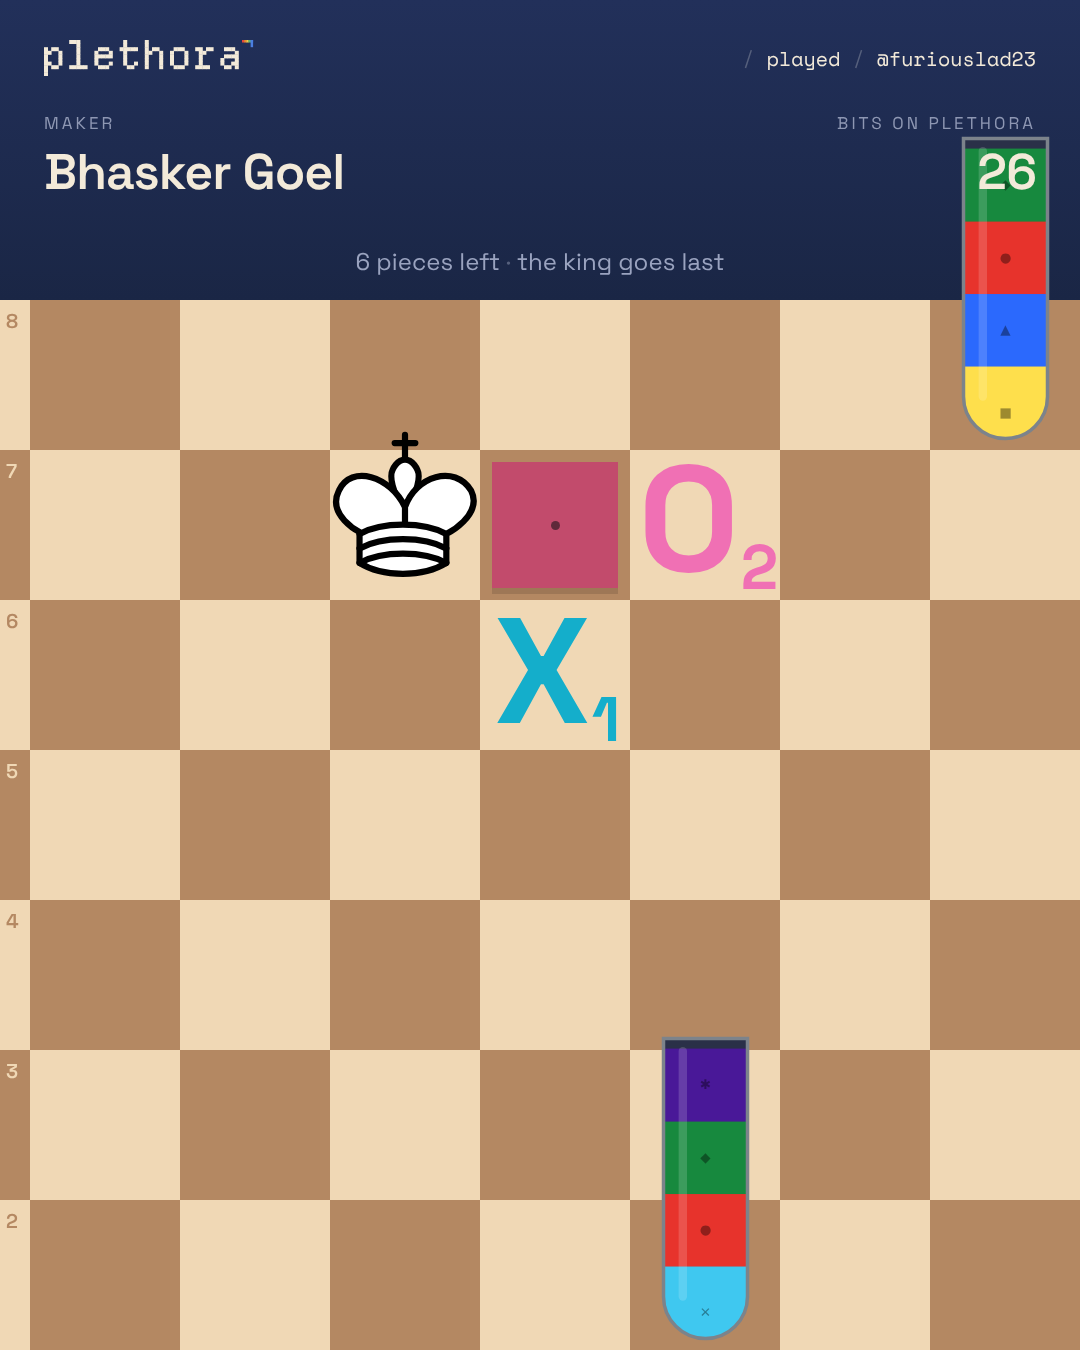 plethora
/ played / @furiouslad23
MAKER
BITS ON PLETHORA
Bhasker Goel
26
6 pieces left · the king goes last
8
7
O2
6
X1
5
4
3
2